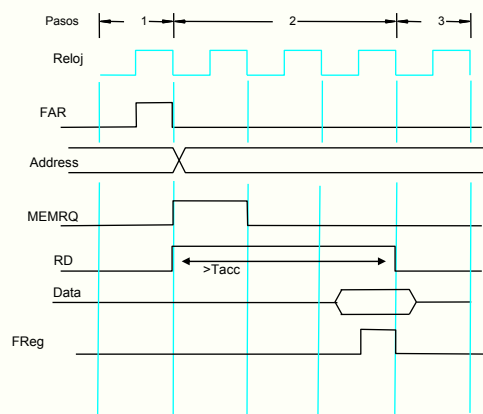 Pasos 1 2 3
Reloj
FAR
Address
MEMRQ
RD
>Tacc
Data
FReg